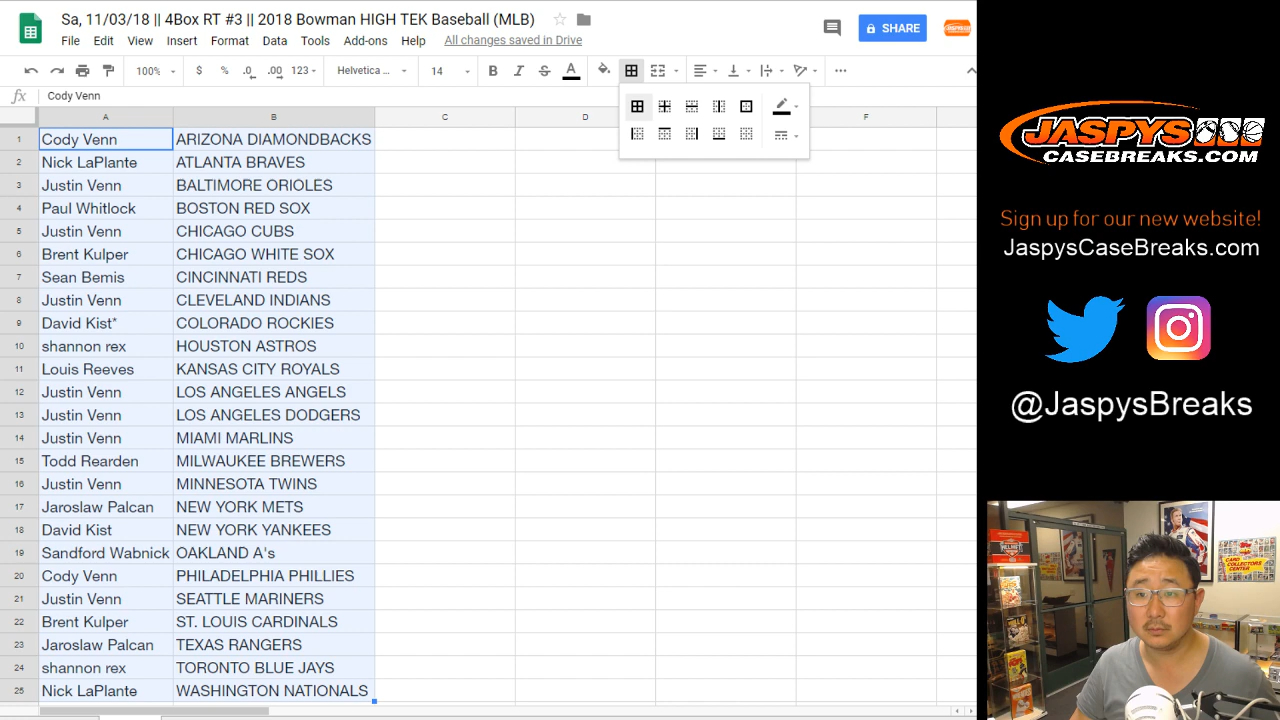 Sa, 11/03/18 || 4Box RT #3 || 2018 Bowman HIGH TEK Baseball (MLB)
SHARE
File Edit View Insert Format Data Tools Add-ons Help All changes saved in Drive
100% $ % .0 .00 123 Helvetica ... 14 B I S A
fx Cody Venn
A B C D E F
1 Cody Venn ARIZONA DIAMONDBACKS
2 Nick LaPlante ATLANTA BRAVES
3 Justin Venn BALTIMORE ORIOLES
4 Paul Whitlock BOSTON RED SOX
5 Justin Venn CHICAGO CUBS
6 Brent Kulper CHICAGO WHITE SOX
7 Sean Bemis CINCINNATI REDS
8 Justin Venn CLEVELAND INDIANS
9 David Kist* COLORADO ROCKIES
10 shannon rex HOUSTON ASTROS
11 Louis Reeves KANSAS CITY ROYALS
12 Justin Venn LOS ANGELES ANGELS
13 Justin Venn LOS ANGELES DODGERS
14 Justin Venn MIAMI MARLINS
15 Todd Rearden MILWAUKEE BREWERS
16 Justin Venn MINNESOTA TWINS
17 Jaroslaw Palcan NEW YORK METS
18 David Kist NEW YORK YANKEES
19 Sandford Wabnick OAKLAND A's
20 Cody Venn PHILADELPHIA PHILLIES
21 Justin Venn SEATTLE MARINERS
22 Brent Kulper ST. LOUIS CARDINALS
23 Jaroslaw Palcan TEXAS RANGERS
24 shannon rex TORONTO BLUE JAYS
25 Nick LaPlante WASHINGTON NATIONALS
JASPYS
CASEBREAKS.COM
Sign up for our new website!
JaspysCaseBreaks.com
@JaspysBreaks
topps
CARD
COLLECTORS
CENTER